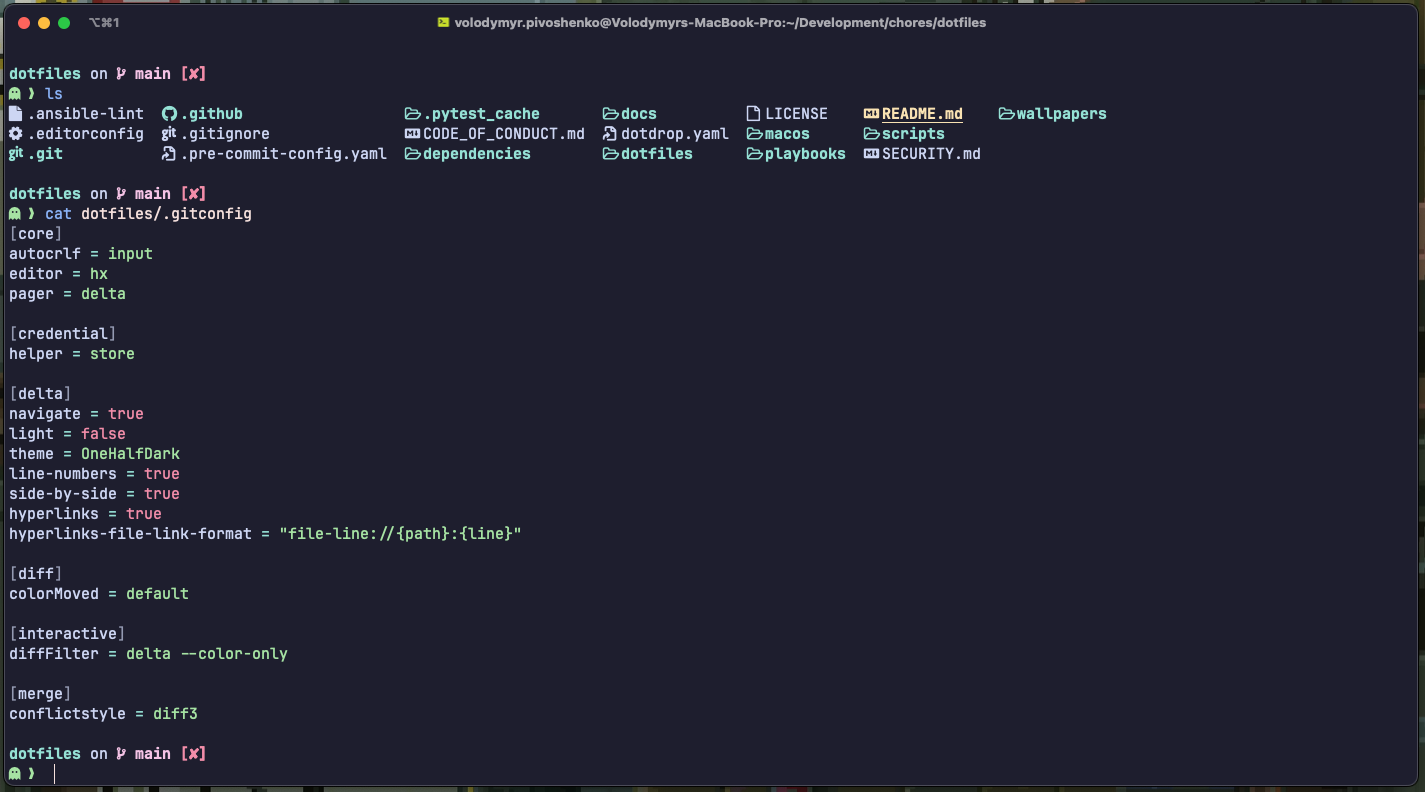 ⌥⌘1
volodymyr.pivoshenko@Volodymyrs-MacBook-Pro:~/Development/chores/dotfiles
dotfiles on main [✘]
❯ ls
.ansible-lint .github .pytest_cache docs LICENSE README.md wallpapers
.editorconfig git .gitignore CODE_OF_CONDUCT.md dotdrop.yaml macos scripts
git .git .pre-commit-config.yaml dependencies dotfiles playbooks SECURITY.md
dotfiles on main [✘]
❯ cat dotfiles/.gitconfig
[core]
autocrlf = input
editor = hx
pager = delta
[credential]
helper = store
[delta]
navigate = true
light = false
theme = OneHalfDark
line-numbers = true
side-by-side = true
hyperlinks = true
hyperlinks-file-link-format = "file-line://{path}:{line}"
[diff]
colorMoved = default
[interactive]
diffFilter = delta --color-only
[merge]
conflictstyle = diff3
dotfiles on main [✘]
❯